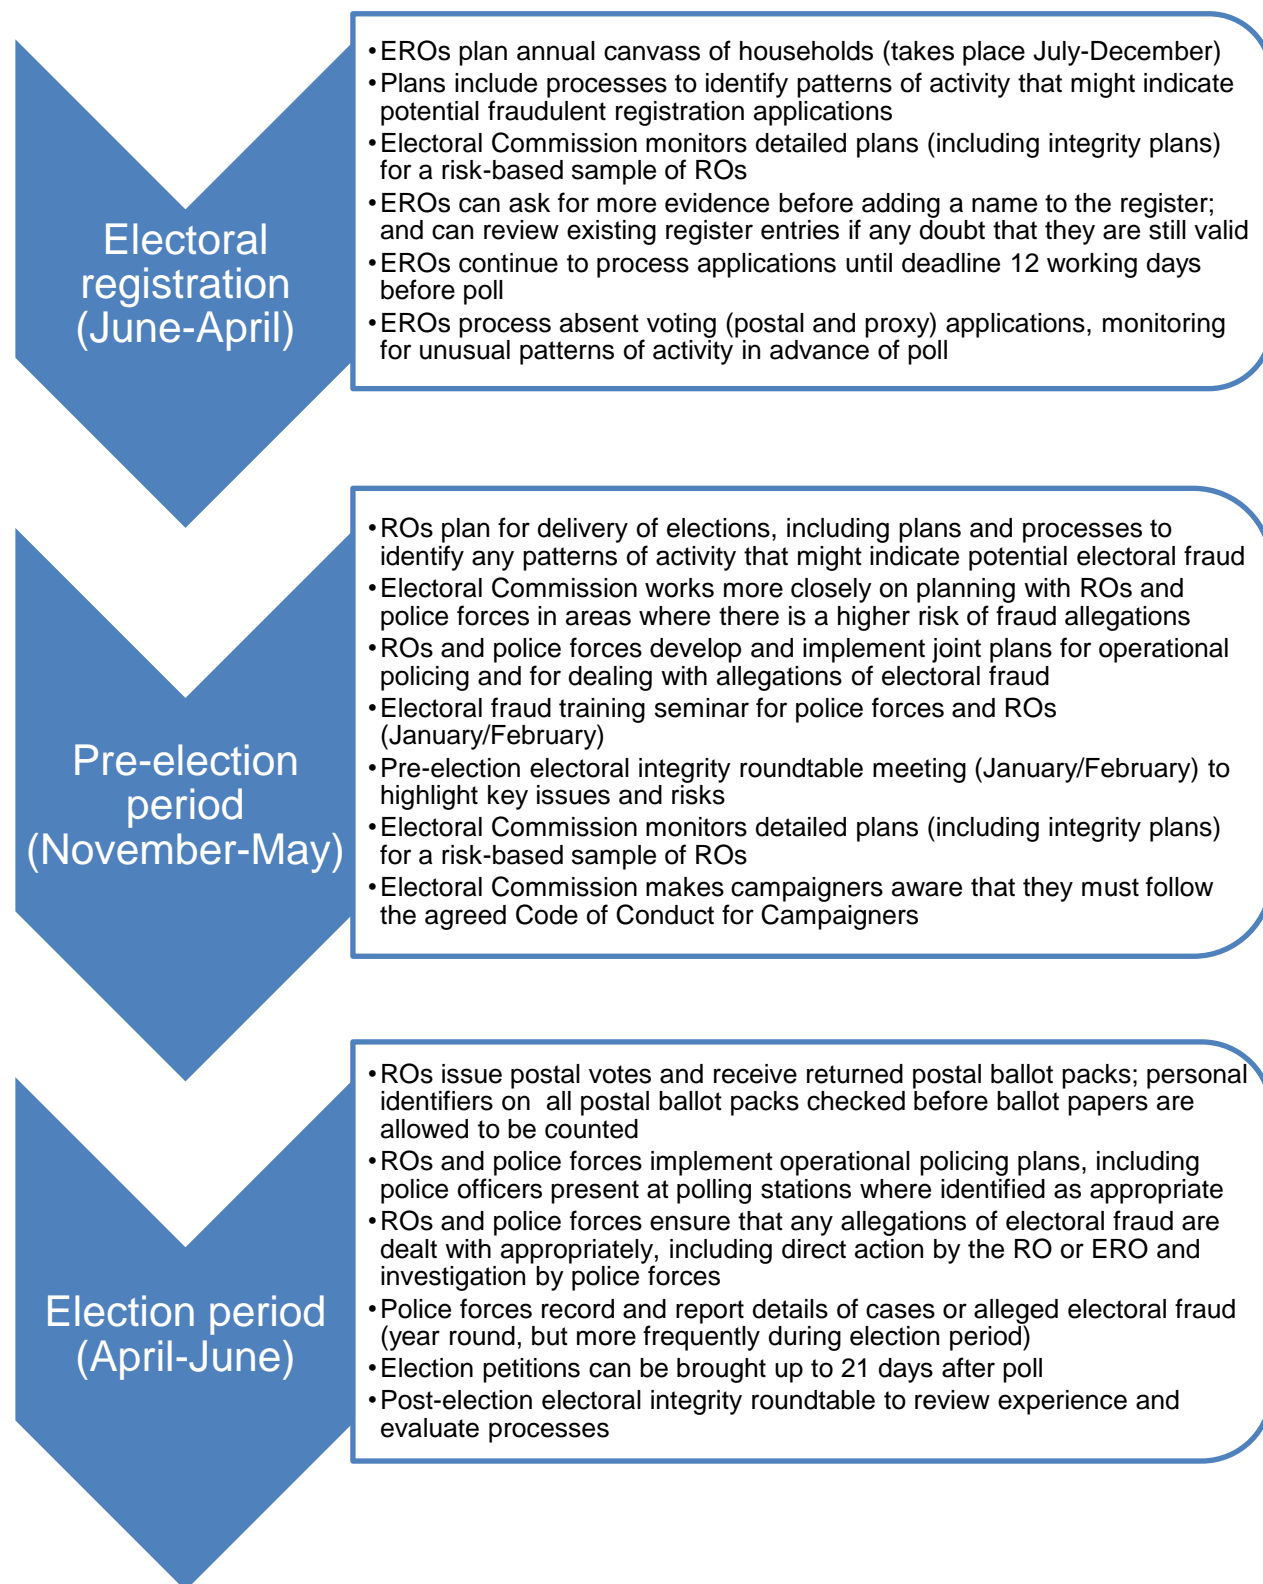 Electoral
registration
(June-April)
•EROs plan annual canvass of households (takes place July-December)
•Plans include processes to identify patterns of activity that might indicate
potential fraudulent registration applications
•Electoral Commission monitors detailed plans (including integrity plans)
for a risk-based sample of ROs
•EROs can ask for more evidence before adding a name to the register;
and can review existing register entries if any doubt that they are still valid
•EROs continue to process applications until deadline 12 working days
before poll
•EROs process absent voting (postal and proxy) applications, monitoring
for unusual patterns of activity in advance of poll
Pre-election
period
(November-May)
•ROs plan for delivery of elections, including plans and processes to
identify any patterns of activity that might indicate potential electoral fraud
•Electoral Commission works more closely on planning with ROs and
police forces in areas where there is a higher risk of fraud allegations
•ROs and police forces develop and implement joint plans for operational
policing and for dealing with allegations of electoral fraud
•Electoral fraud training seminar for police forces and ROs
(January/February)
•Pre-election electoral integrity roundtable meeting (January/February) to
highlight key issues and risks
•Electoral Commission monitors detailed plans (including integrity plans)
for a risk-based sample of ROs
•Electoral Commission makes campaigners aware that they must follow
the agreed Code of Conduct for Campaigners
Election period
(April-June)
•ROs issue postal votes and receive returned postal ballot packs; personal
identifiers on all postal ballot packs checked before ballot papers are
allowed to be counted
•ROs and police forces implement operational policing plans, including
police officers present at polling stations where identified as appropriate
•ROs and police forces ensure that any allegations of electoral fraud are
dealt with appropriately, including direct action by the RO or ERO and
investigation by police forces
•Police forces record and report details of cases or alleged electoral fraud
(year round, but more frequently during election period)
•Election petitions can be brought up to 21 days after poll
•Post-election electoral integrity roundtable to review experience and
evaluate processes